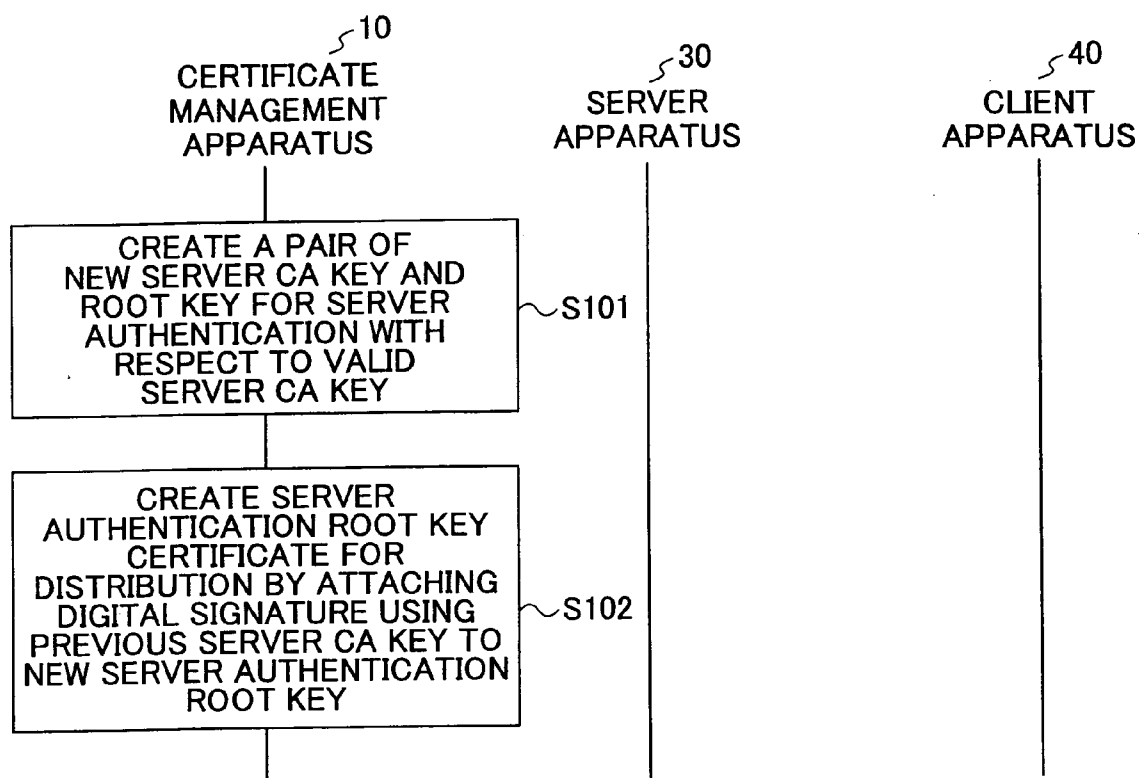 10
CERTIFICATE
MANAGEMENT
APPARATUS
30
SERVER
APPARATUS
40
CLIENT
APPARATUS
CREATE A PAIR OF
NEW SERVER CA KEY AND
ROOT KEY FOR SERVER
AUTHENTICATION WITH
RESPECT TO VALID
SERVER CA KEY
S101
CREATE SERVER
AUTHENTICATION ROOT KEY
CERTIFICATE FOR
DISTRIBUTION BY ATTACHING
DIGITAL SIGNATURE USING
PREVIOUS SERVER CA KEY TO
NEW SERVER AUTHENTICATION
ROOT KEY
S102